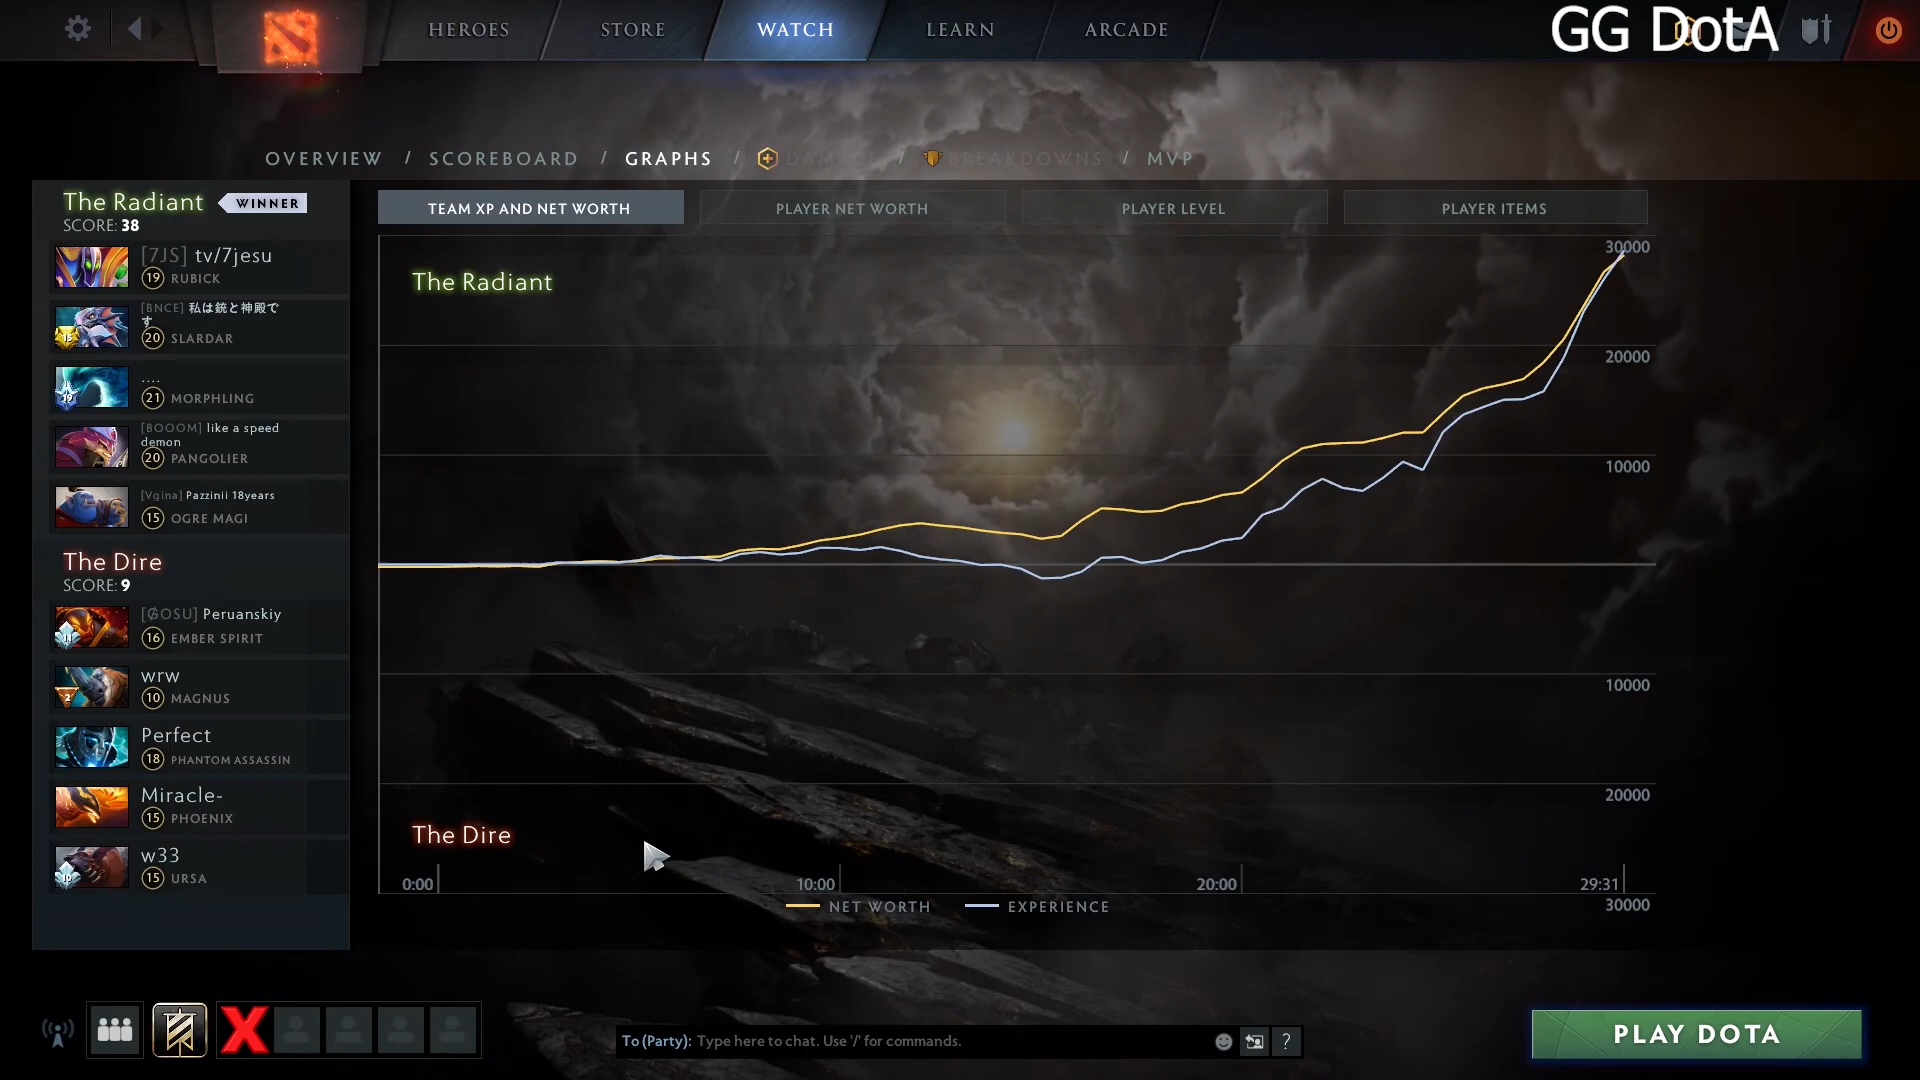 HEROES
STORE
WATCH
LEARN
ARCADE
GG DotA
OVERVIEW / SCOREBOARD / GRAPHS / DAMAGE / BREAKDOWNS / MVP
The Radiant WINNER
SCORE: 38
[7JS] tv/7jesu
19 RUBICK
[BNCE] 私は銃と神殿で
す
15
20 SLARDAR
....
19
21 MORPHLING
[BOOOM] like a speed
demon
20 PANGOLIER
[Vgina] Pazzinii 18years
15 OGRE MAGI
The Dire
SCORE: 9
[₲OSU] Peruanskiy
16 EMBER SPIRIT
wrw
2
10 MAGNUS
Perfect
18 PHANTOM ASSASSIN
Miracle-
15 PHOENIX
w33
15 URSA
TEAM XP AND NET WORTH
PLAYER NET WORTH
PLAYER LEVEL
PLAYER ITEMS
The Radiant
30000
20000
10000
10000
20000
30000
The Dire
0:00
10:00
20:00
29:31
NET WORTH
EXPERIENCE
To (Party): Type here to chat. Use '/' for commands.
?
PLAY DOTA